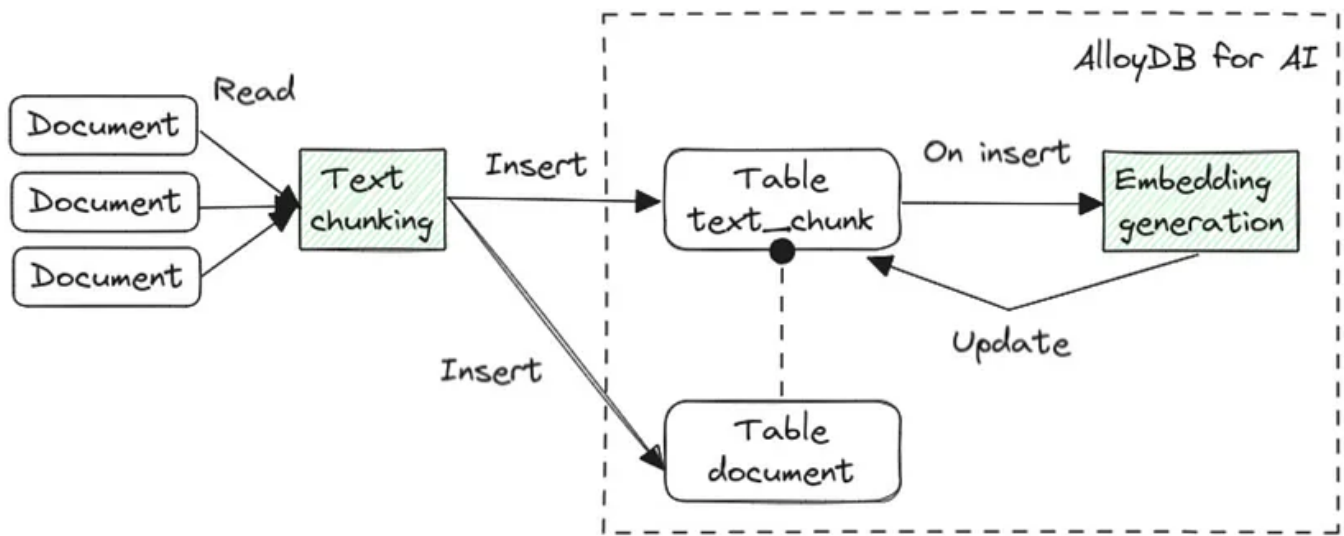 AlloyDB for AI
Read
Document
Document
Document
Text
chunking
Insert
Insert
Table
text_chunk
On insert
Embedding
generation
Update
Table
document